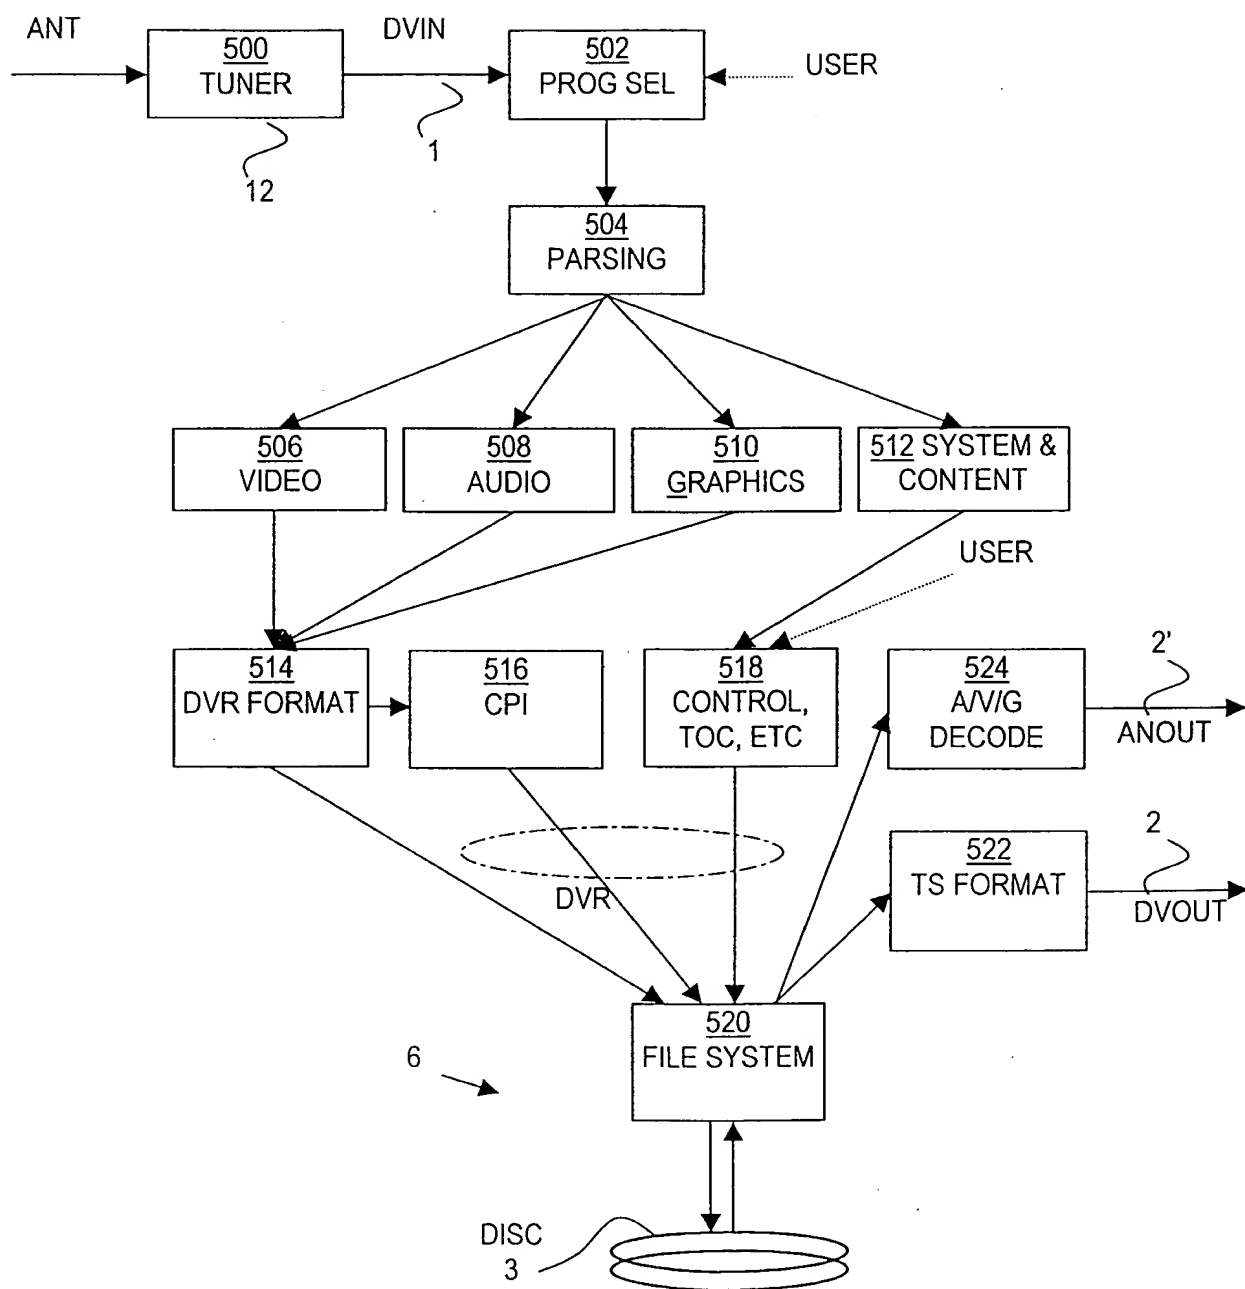 ANT
500
TUNER
DVIN
502
PROG SEL
USER
1
12
504
PARSING
506
VIDEO
508
AUDIO
510
GRAPHICS
512 SYSTEM &
CONTENT
USER
514
DVR FORMAT
516
CPI
518
CONTROL,
TOC, ETC
524
A/V/G
DECODE
2'
ANOUT
522
TS FORMAT
2
DVOUT
DVR
520
FILE SYSTEM
6
DISC
3